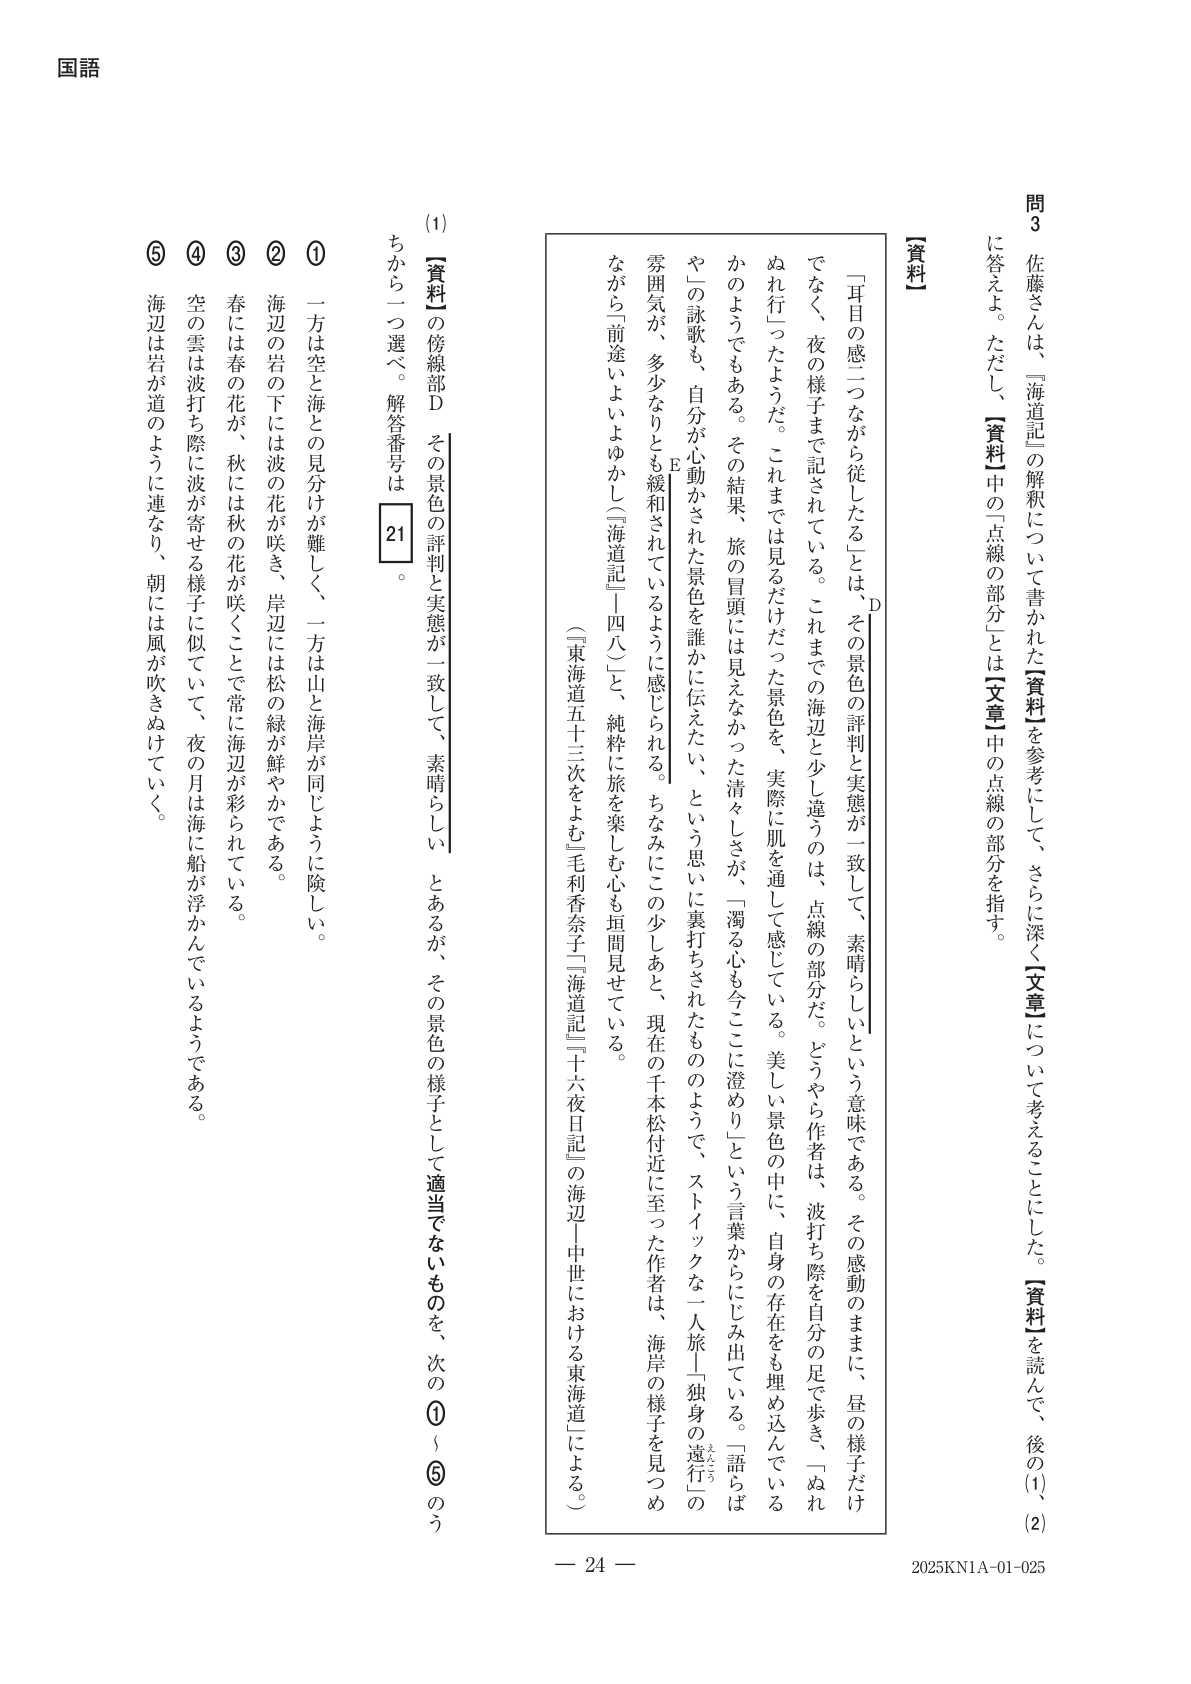 国語
問3 佐藤さんは、『海道記』の解釈について書かれた【資料】を参考にして、さらに深く【文章】について考えることにした。【資料】を読んで、後の(1)、(2)
に答えよ。ただし、【資料】中の「点線の部分」とは【文章】中の点線の部分を指す。
【資料】
「耳目の感二つながら従したる」とは、Dその景色の評判と実態が一致して、素晴らしいという意味である。その感動のままに、昼の様子だけ
でなく、夜の様子まで記されている。これまでの海辺と少し違うのは、点線の部分だ。どうやら作者は、波打ち際を自分の足で歩き、「ぬれ
ぬれ行」ったようだ。これまでは見るだけだった景色を、実際に肌を通して感じている。美しい景色の中に、自身の存在をも埋め込んでいる
かのようでもある。その結果、旅の冒頭には見えなかった清々しさが、「濁る心も今ここに澄めり」という言葉からにじみ出ている。「語らば
や」の詠歌も、自分が心動かされた景色を誰かに伝えたい、という思いに裏打ちされたもののようで、ストイックな一人旅―「独身の遠行えんこう」の
雰囲気が、多少なりともE緩和されているように感じられる。ちなみにこの少しあと、現在の千本松付近に至った作者は、海岸の様子を見つめ
ながら「前途いよいよゆかし(『海道記』―四八)」と、純粋に旅を楽しむ心も垣間見せている。
(『東海道五十三次をよむ』毛利香奈子「『海道記』『十六夜日記』の海辺―中世における東海道」による。)
(1) 【資料】の傍線部D その景色の評判と実態が一致して、素晴らしい とあるが、その景色の様子として適当でないものを、次の①~⑤のう
ちから一つ選べ。解答番号は 21 。
① 一方は空と海との見分けが難しく、一方は山と海岸が同じように険しい。
② 海辺の岩の下には波の花が咲き、岸辺には松の緑が鮮やかである。
③ 春には春の花が、秋には秋の花が咲くことで常に海辺が彩られている。
④ 空の雲は波打ち際に波が寄せる様子に似ていて、夜の月は海に船が浮かんでいるようである。
⑤ 海辺は岩が道のように連なり、朝には風が吹きぬけていく。
― 24 ―
2025KN1A-01-025